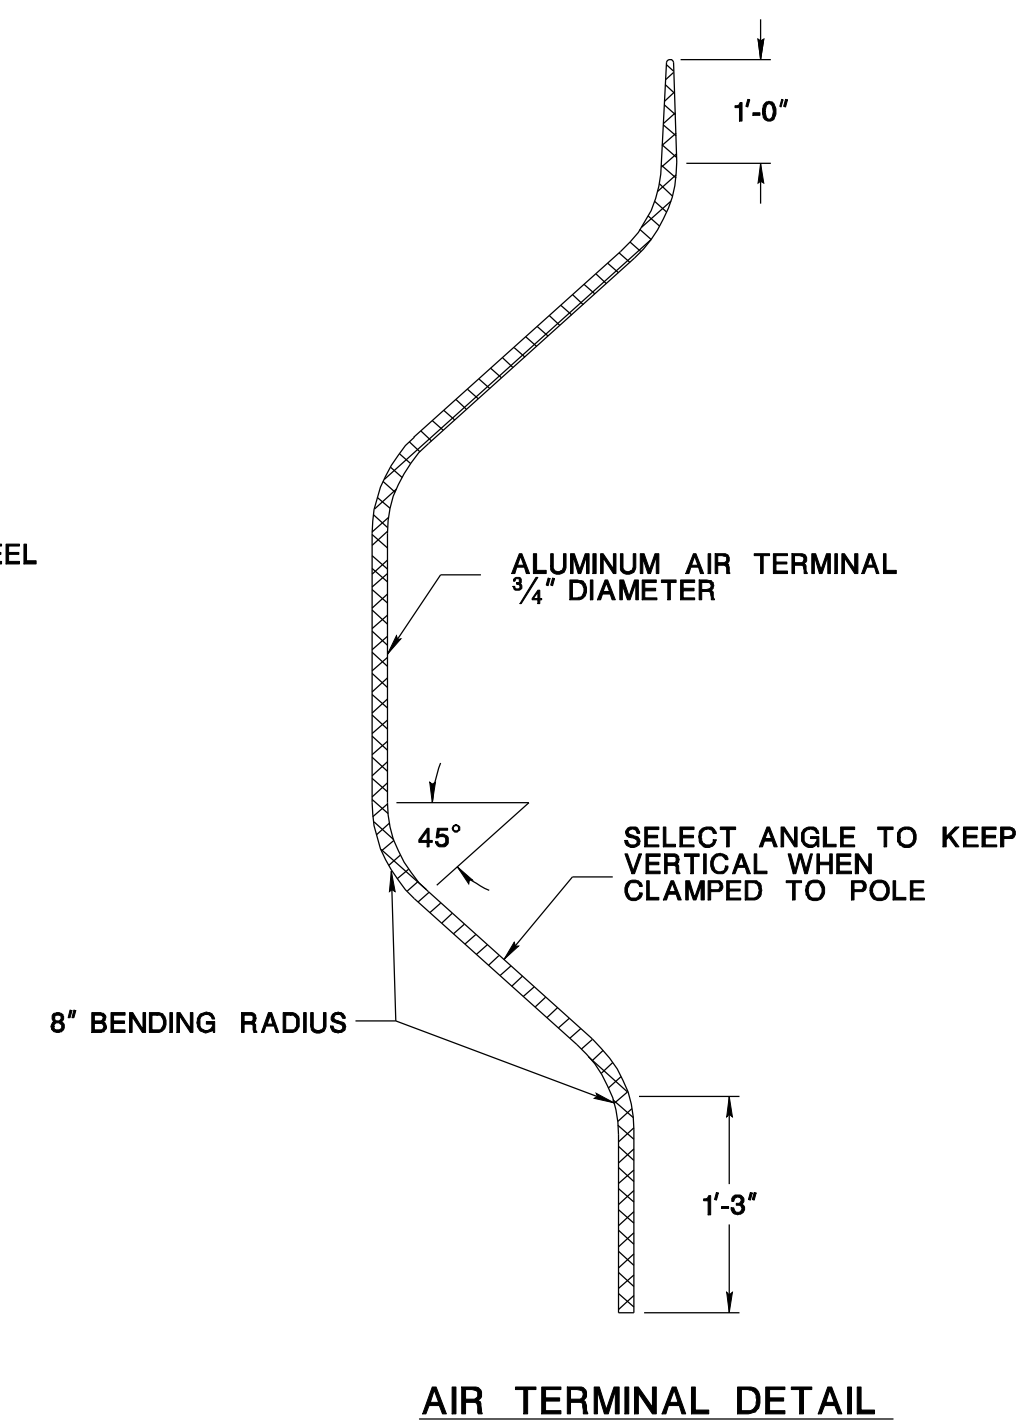 1'-0"
EEL
ALUMINUM AIR TERMINAL
3/4" DIAMETER
45°
SELECT ANGLE TO KEEP
VERTICAL WHEN
CLAMPED TO POLE
8" BENDING RADIUS
1'-3"
AIR TERMINAL DETAIL